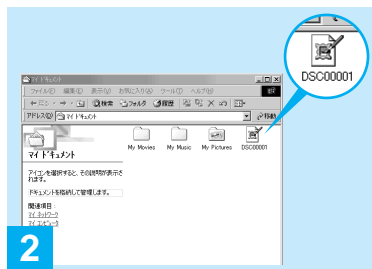 DSC00001
マイ ドキュメント
ファイル(F) 編集(E) 表示(V) お気に入り(A) ツール(T) ヘルプ(H)
戻る 検索 フォルダ 履歴
アドレス(D) マイ ドキュメント 移動
マイ ドキュメント
My Movies My Music My Pictures DSC00001
アイコンを選択すると、その説明が表示さ
れます。
ドキュメントを格納して管理します。
関連項目:
マイ ネットワーク
マイ コンピュータ
2